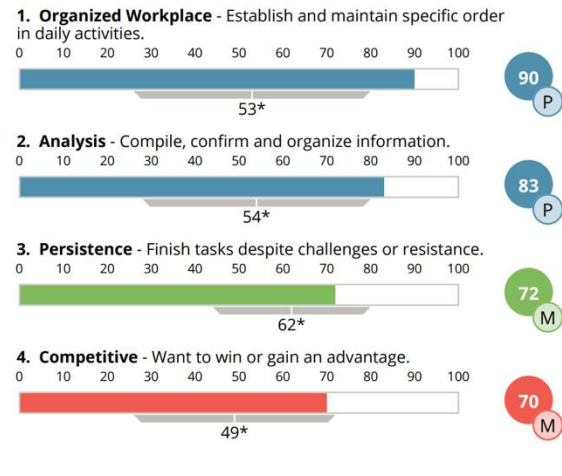 1. Organized Workplace - Establish and maintain specific order
in daily activities.
0 10 20 30 40 50 60 70 80 90 100
90
P
53*
2. Analysis - Compile, confirm and organize information.
0 10 20 30 40 50 60 70 80 90 100
83
P
54*
3. Persistence - Finish tasks despite challenges or resistance.
0 10 20 30 40 50 60 70 80 90 100
72
M
62*
4. Competitive - Want to win or gain an advantage.
0 10 20 30 40 50 60 70 80 90 100
70
M
49*